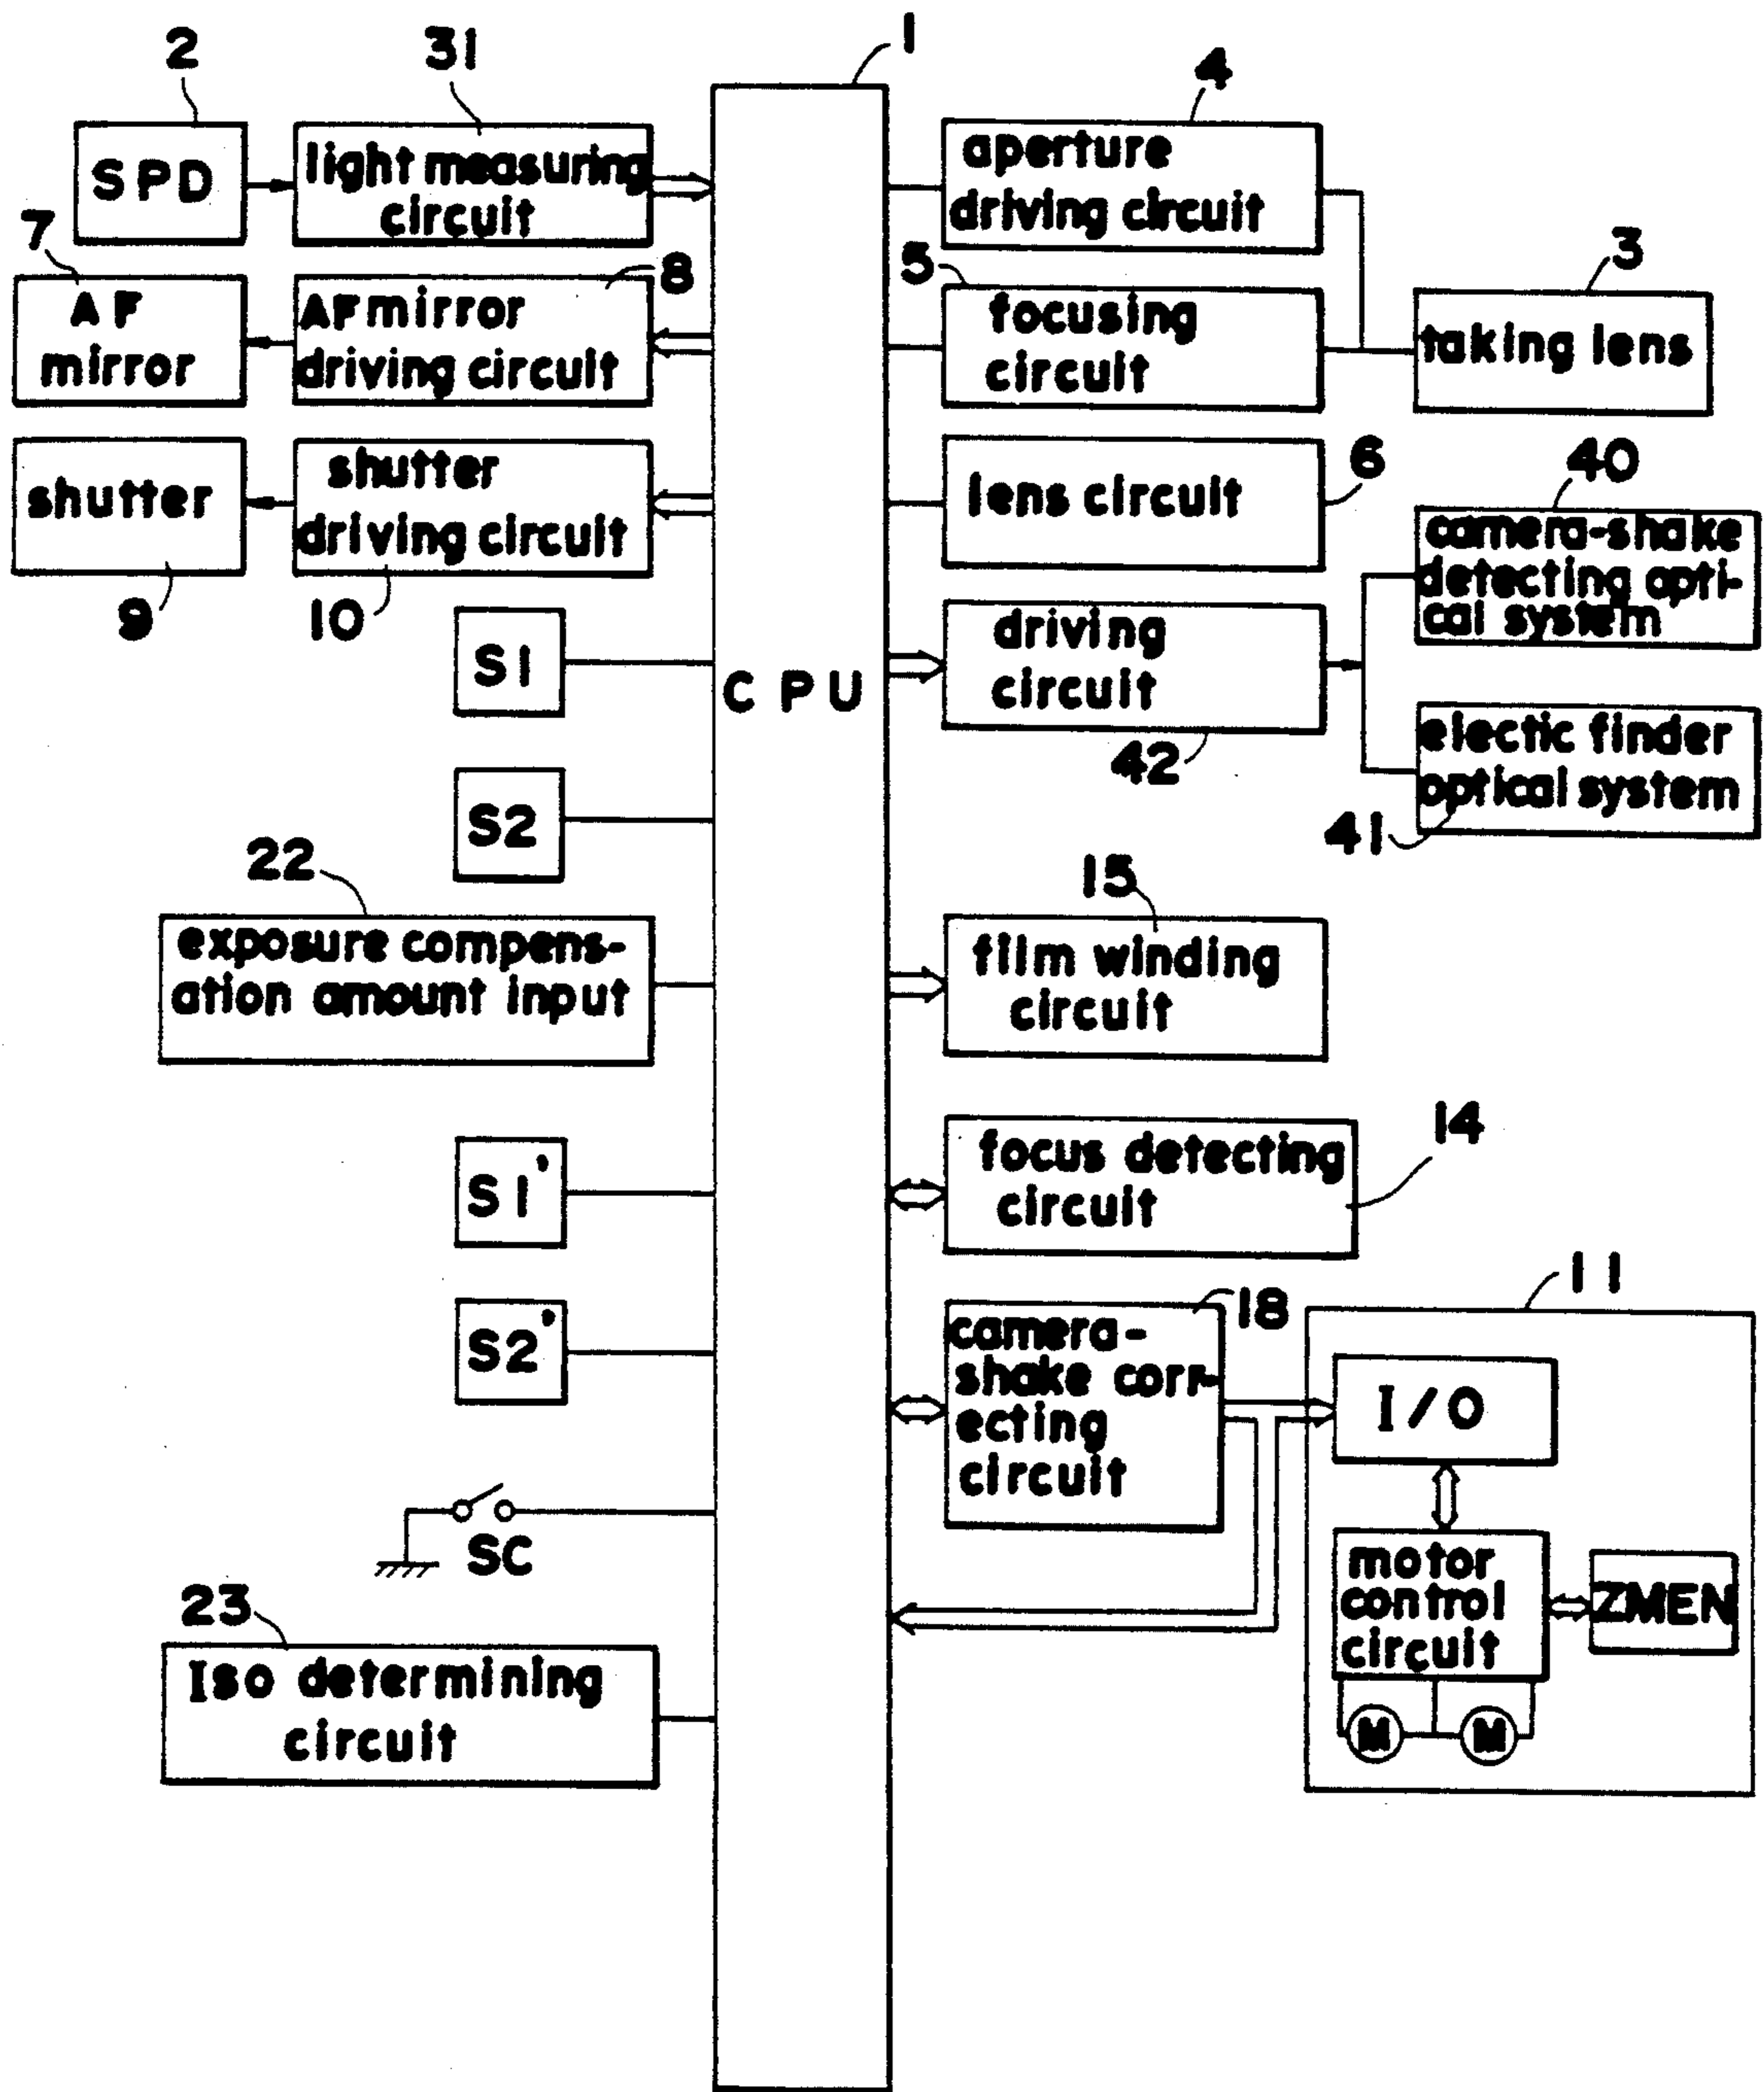 1
2
31
4
SPD
light measuring
circuit
aperture
driving circuit
7
8
5
3
AF
mirror
AF mirror
driving circuit
focusing
circuit
taking lens
shutter
shutter
driving circuit
lens circuit
6
40
camera-shake
detecting opti-
cal system
9
10
S1
CPU
driving
circuit
42
electic finder
optical system
41
S2
22
15
exposure compens-
ation amount input
film winding
circuit
14
S1'
focus detecting
circuit
11
18
S2'
camera-
shake corr-
ecting
circuit
I/O
SC
motor
control
circuit
ZMEN
23
Iso determining
circuit
M
M